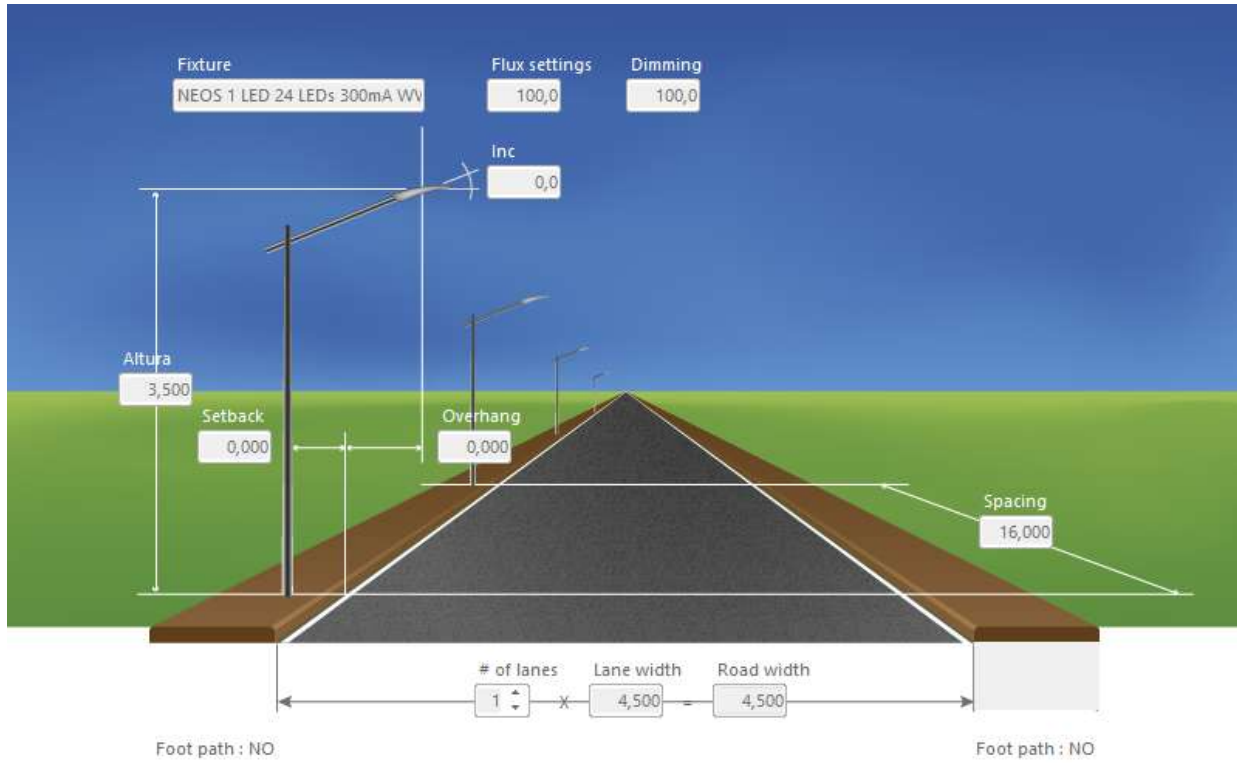 Fixture
NEOS 1 LED 24 LEDs 300mA WV
Flux settings
100,0
Dimming
100,0
Inc
0,0
Altura
3,500
Setback
0,000
Overhang
0,000
Spacing
16,000
# of lanes
1
x
Lane width
4,500
=
Road width
4,500
Foot path : NO
Foot path : NO